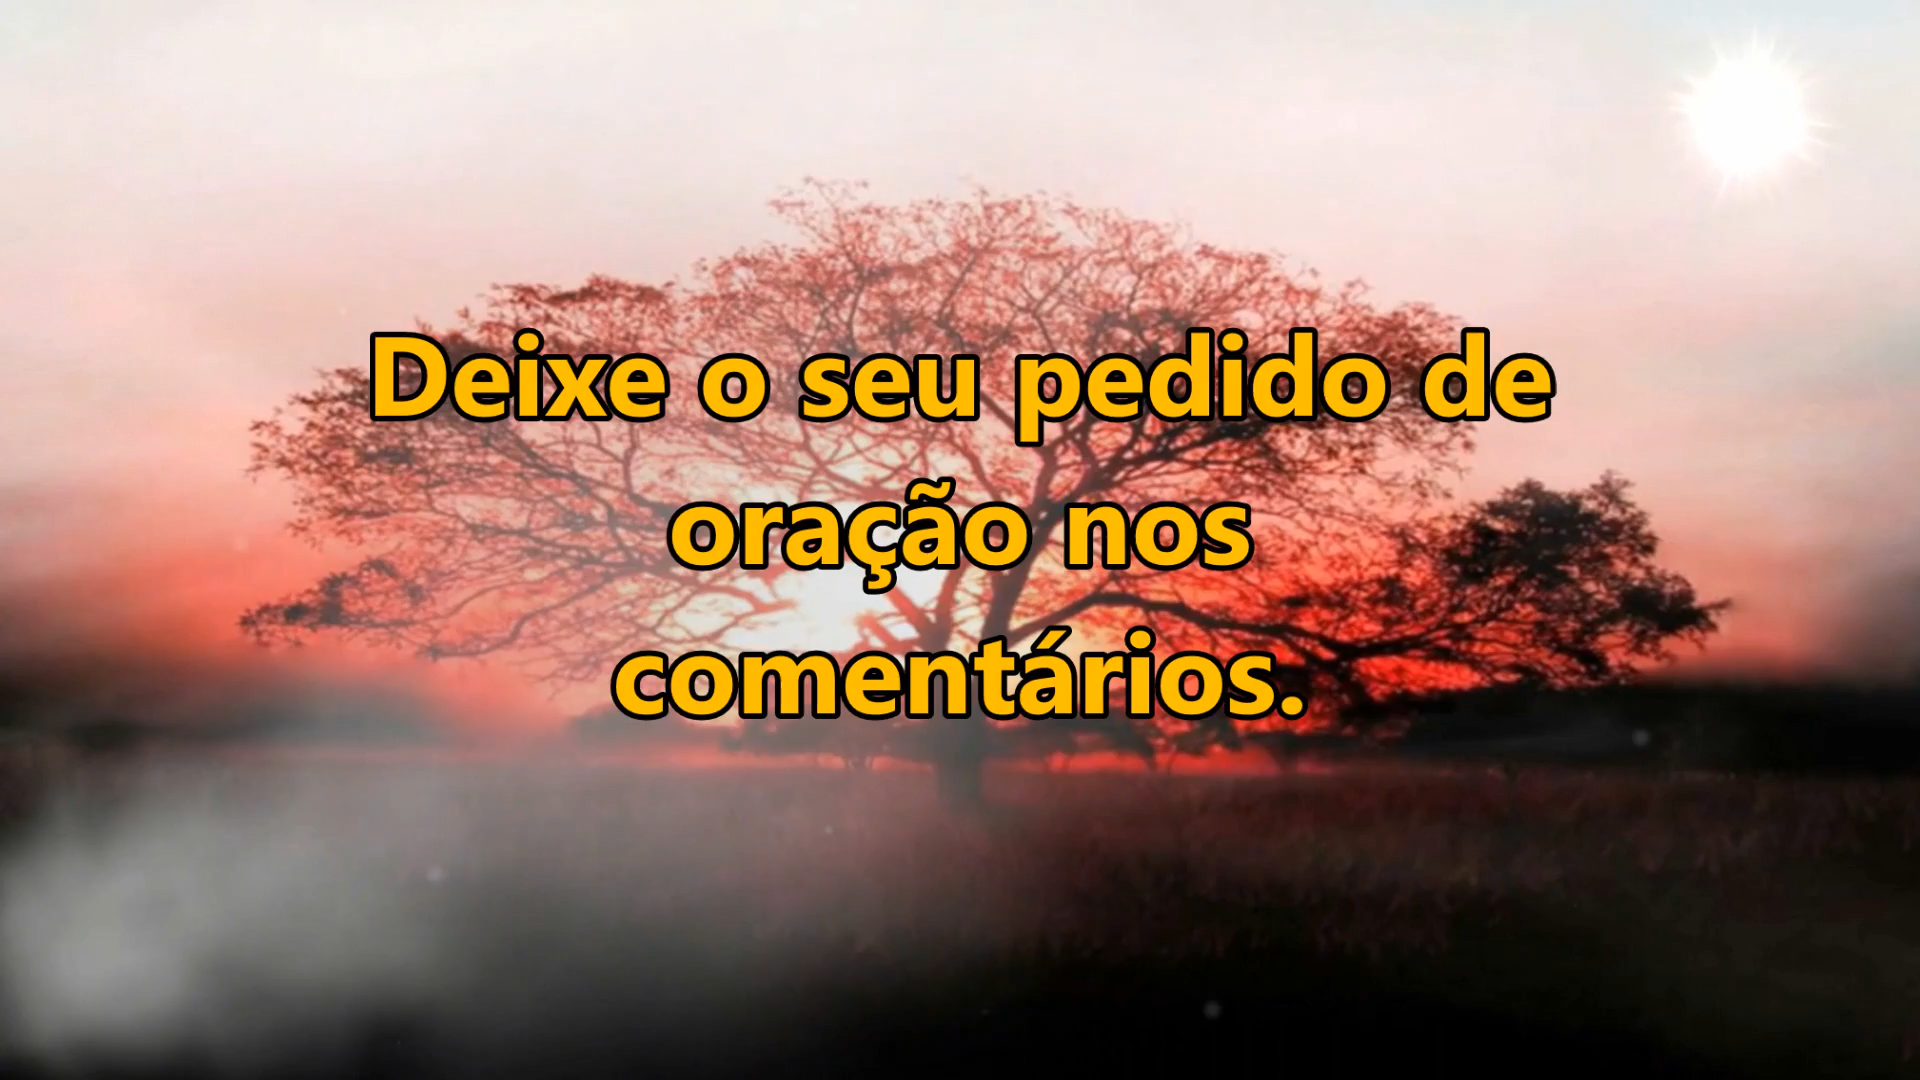 Deixe o seu pedido de
oração nos
comentários.